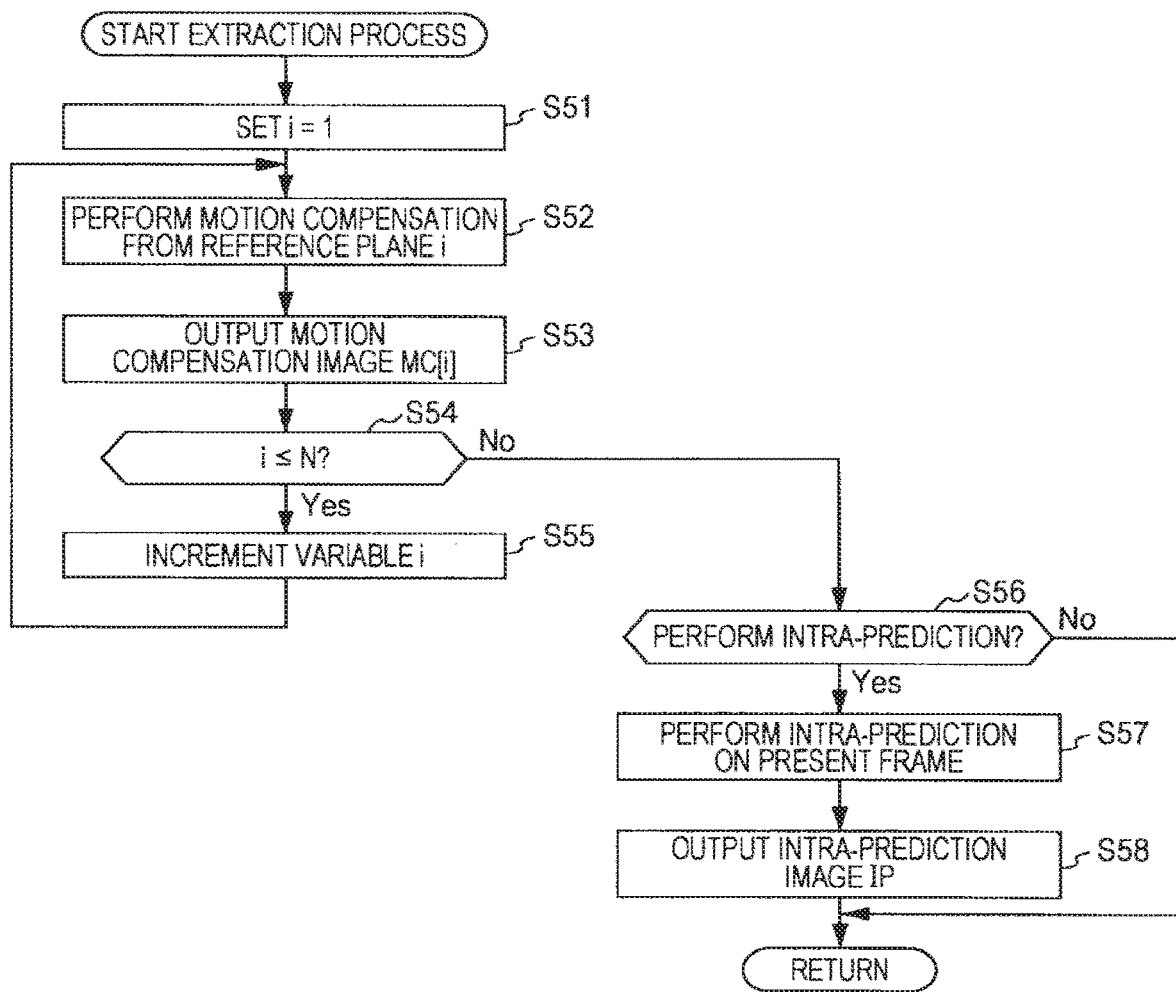 START EXTRACTION PROCESS
S51
SET i = 1
S52
PERFORM MOTION COMPENSATION
FROM REFERENCE PLANE i
S53
OUTPUT MOTION
COMPENSATION IMAGE MC[i]
S54
i ≤ N?
No
Yes
S55
INCREMENT VARIABLE i
S56
PERFORM INTRA-PREDICTION?
No
Yes
S57
PERFORM INTRA-PREDICTION
ON PRESENT FRAME
S58
OUTPUT INTRA-PREDICTION
IMAGE IP
RETURN